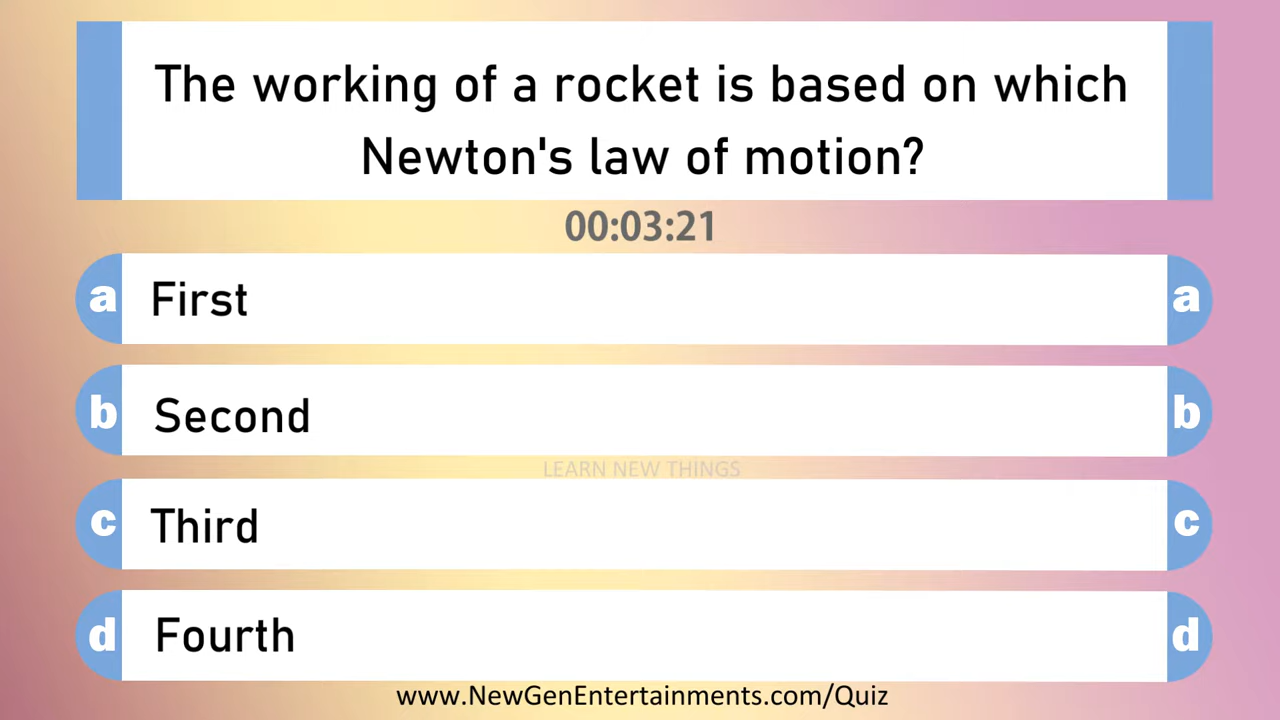 The working of a rocket is based on which
Newton's law of motion?
00:03:21
a First a
b Second b
LEARN NEW THINGS
c Third c
d Fourth d
www.NewGenEntertainments.com/Quiz